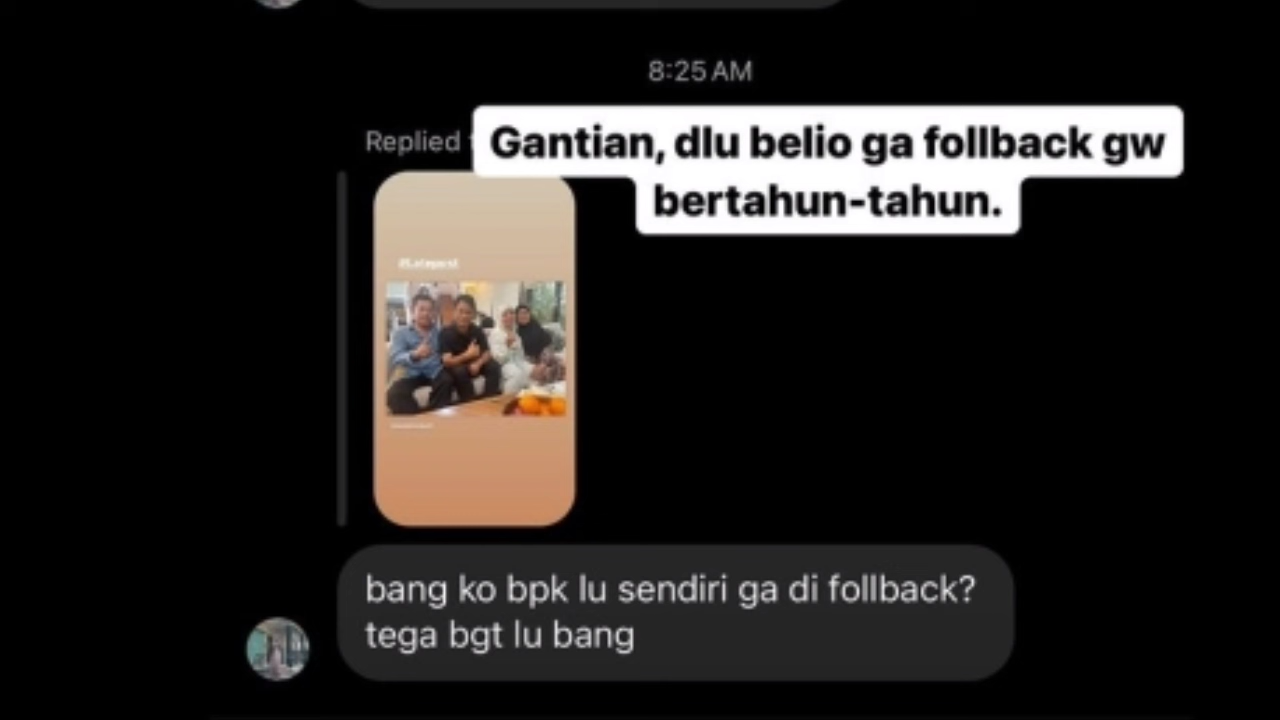 8:25 AM
Replied
Gantian, dlu belio ga follback gw
bertahun-tahun.
bang ko bpk lu sendiri ga di follback?
tega bgt lu bang